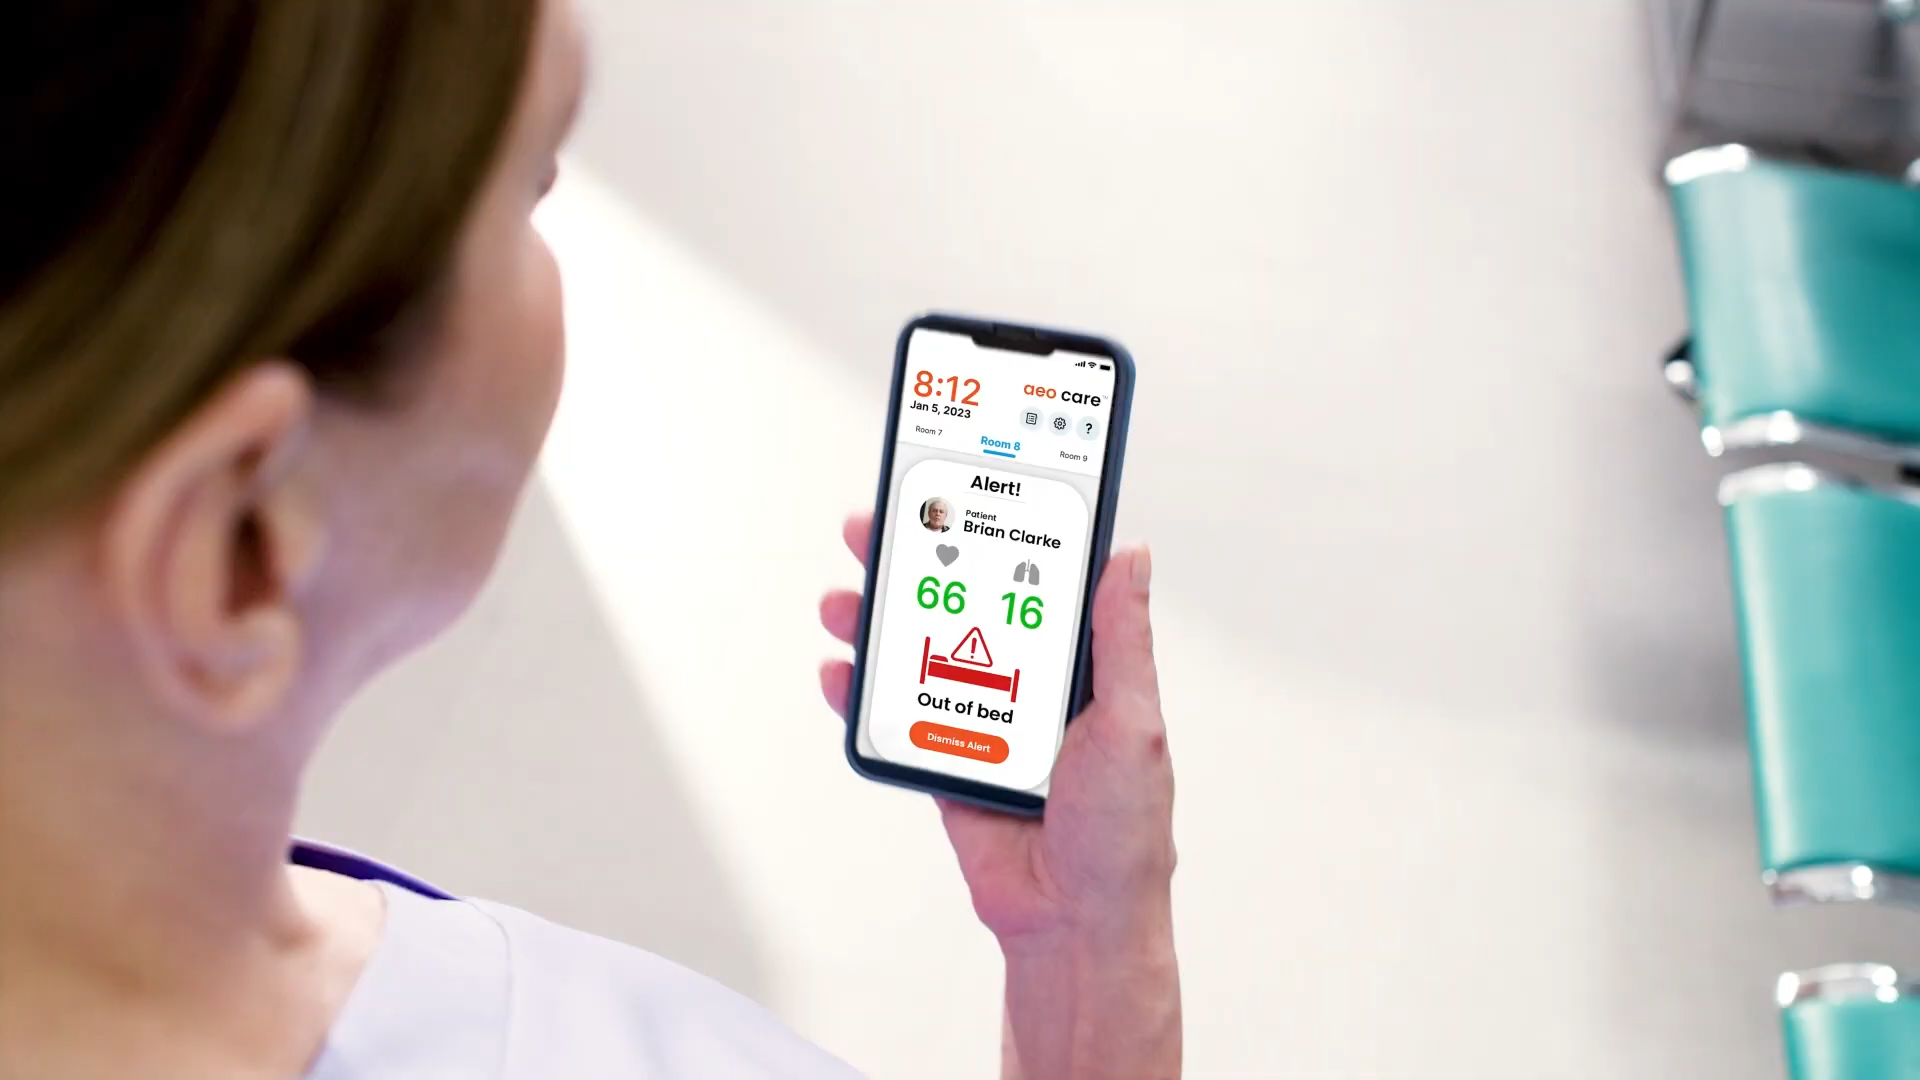 8:12
Jan 5, 2023
aeo care
?
Room 7
Room 8
Room 9
Alert!
Patient
Brian Clarke
66
16
Out of bed
Dismiss Alert